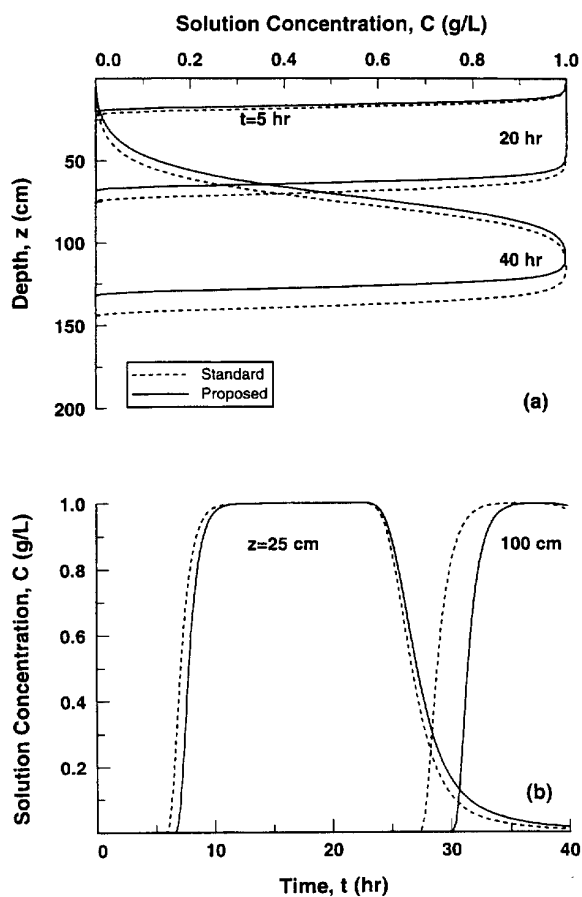 Solution Concentration, C (g/L)
0.0 0.2 0.4 0.6 0.8 1.0
t=5 hr
20 hr
50
100
150
200
Depth, z (cm)
40 hr
Standard
Proposed
(a)
1.0
0.8
0.6
0.4
0.2
Solution Concentration, C (g/L)
z=25 cm
100 cm
(b)
0 10 20 30 40
Time, t (hr)